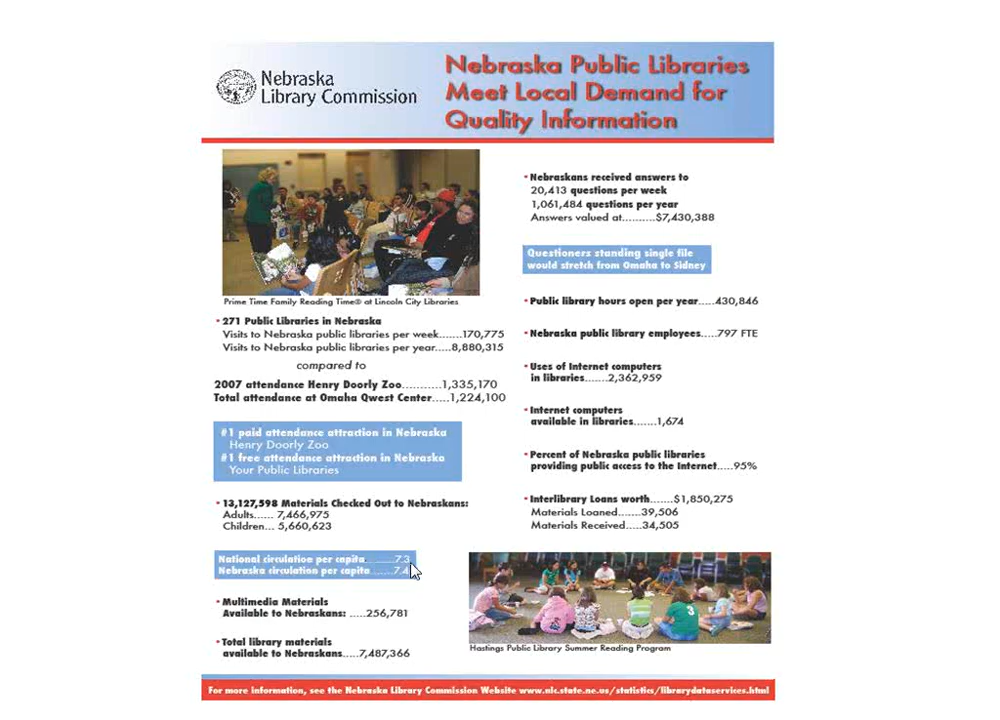 Nebraska
Library Commission
Nebraska Public Libraries
Meet Local Demand for
Quality Information
Prime Time Family Reading Time® at Lincoln City Libraries
• 271 Public Libraries in Nebraska
Visits to Nebraska public libraries per week.......170,775
Visits to Nebraska public libraries per year.....8,880,315
compared to
2007 attendance Henry Doorly Zoo..........1,335,170
Total attendance at Omaha Qwest Center.....1,224,100
#1 paid attendance attraction in Nebraska
Henry Doorly Zoo
#1 free attendance attraction in Nebraska
Your Public Libraries
• 13,127,598 Materials Checked Out to Nebraskans:
Adults...... 7,466,975
Children... 5,660,623
National circulation per capita..........7.3
Nebraska circulation per capita.......7.4
• Multimedia Materials
Available to Nebraskans: .....256,781
• Total library materials
available to Nebraskans.....7,487,366
• Nebraskans received answers to
20,413 questions per week
1,061,484 questions per year
Answers valued at..........$7,430,388
Questioners standing single file
would stretch from Omaha to Sidney
• Public library hours open per year.....430,846
• Nebraska public library employees.....797 FTE
• Uses of Internet computers
in libraries.......2,362,959
• Internet computers
available in libraries.......1,674
• Percent of Nebraska public libraries
providing public access to the Internet.....95%
• Interlibrary Loans worth.......$1,850,275
Materials Loaned.......39,506
Materials Received.....34,505
3
Hastings Public Library Summer Reading Program
For more information, see the Nebraska Library Commission Website www.nlc.state.ne.us/statistics/librarydataservices.html